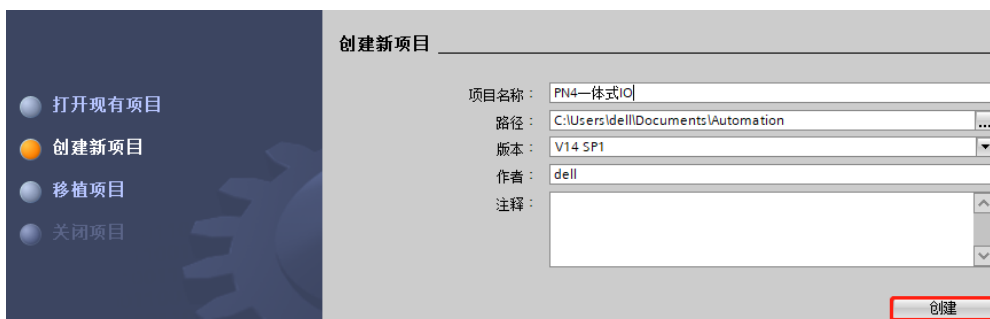 创建新项目
打开现有项目
创建新项目
移植项目
关闭项目
项目名称：
PN4一体式IO
路径：
C:\Users\dell\Documents\Automation
...
版本：
V14 SP1
作者：
dell
注释：
创建